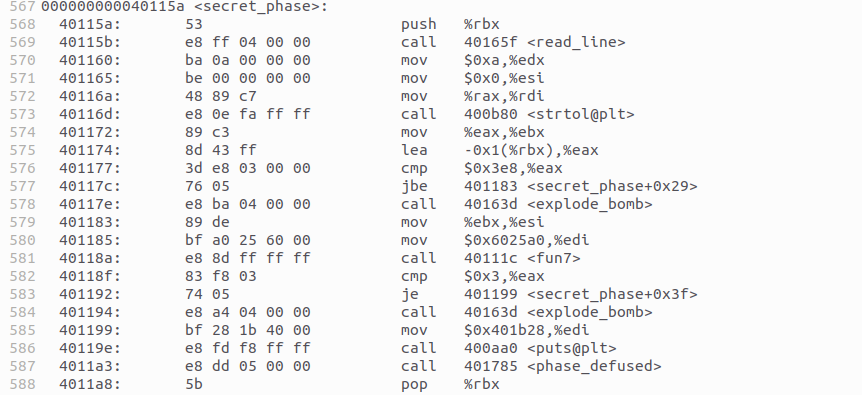 567 000000000040115a <secret_phase>:
568 40115a: 53 push %rbx
569 40115b: e8 ff 04 00 00 call 40165f <read_line>
570 401160: ba 0a 00 00 00 mov $0xa,%edx
571 401165: be 00 00 00 00 mov $0x0,%esi
572 40116a: 48 89 c7 mov %rax,%rdi
573 40116d: e8 0e fa ff ff call 400b80 <strtol@plt>
574 401172: 89 c3 mov %eax,%ebx
575 401174: 8d 43 ff lea -0x1(%rbx),%eax
576 401177: 3d e8 03 00 00 cmp $0x3e8,%eax
577 40117c: 76 05 jbe 401183 <secret_phase+0x29>
578 40117e: e8 ba 04 00 00 call 40163d <explode_bomb>
579 401183: 89 de mov %ebx,%esi
580 401185: bf a0 25 60 00 mov $0x6025a0,%edi
581 40118a: e8 8d ff ff ff call 40111c <fun7>
582 40118f: 83 f8 03 cmp $0x3,%eax
583 401192: 74 05 je 401199 <secret_phase+0x3f>
584 401194: e8 a4 04 00 00 call 40163d <explode_bomb>
585 401199: bf 28 1b 40 00 mov $0x401b28,%edi
586 40119e: e8 fd f8 ff ff call 400aa0 <puts@plt>
587 4011a3: e8 dd 05 00 00 call 401785 <phase_defused>
588 4011a8: 5b pop %rbx